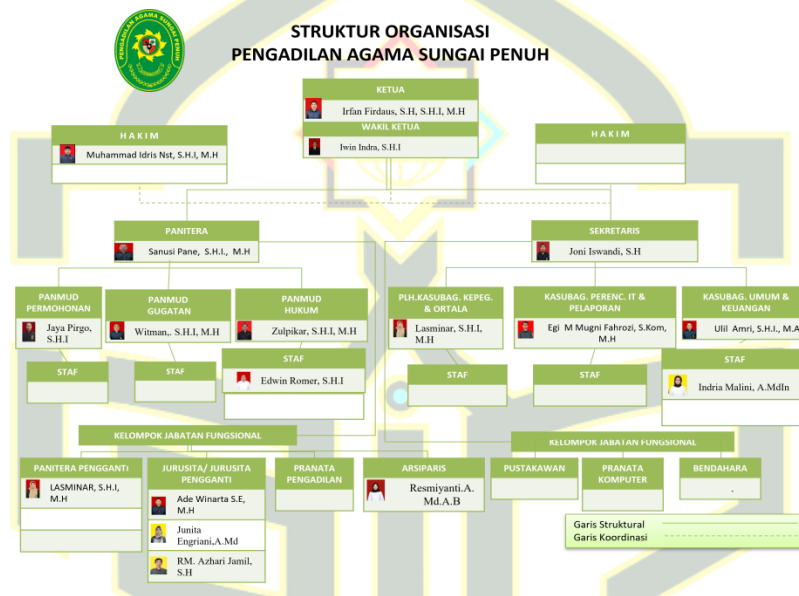 PENGADILAN AGAMA SUNGAI PENUH
STRUKTUR ORGANISASI
PENGADILAN AGAMA SUNGAI PENUH
KETUA
Irfan Firdaus, S.H, S.H.I, M.H
WAKIL KETUA
Iwin Indra, S.H.I
H A K I M
Muhammad Idris Nst, S.H.I, M.H
H A K I M
PANITERA
Sanusi Pane, S.H.I., M.H
SEKRETARIS
Joni Iswandi, S.H
PANMUD
PERMOHONAN
Jaya Pirgo,
S.H.I
STAF
PANMUD
GUGATAN
Witman,. S.H.I, M.H
STAF
PANMUD
HUKUM
Zulpikar, S.H.I, M.H
STAF
Edwin Romer, S.H.I
PLH.KASUBAG. KEPEG.
& ORTALA
Lasminar, S.H.I,
M.H
STAF
KASUBAG. PERENC. IT &
PELAPORAN
Egi M Mugni Fahrozi, S.Kom,
M.H
STAF
KASUBAG. UMUM &
KEUANGAN
Ulil Amri, S.H.I., M.A
STAF
Indria Malini, A.MdIn
KELOMPOK JABATAN FUNGSIONAL
PANITERA PENGGANTI
LASMINAR, S.H.I,
M.H
JURUSITA/ JURUSITA
PENGGANTI
Ade Winarta S.E,
M.H
Junita
Engriani,A.Md
RM. Azhari Jamil,
S.H
PRANATA
PENGADILAN
ARSIPARIS
Resmiyanti.A.
Md.A.B
KELOMPOK JABATAN FUNGSIONAL
PUSTAKAWAN
PRANATA
KOMPUTER
BENDAHARA
.
Garis Struktural
Garis Koordinasi